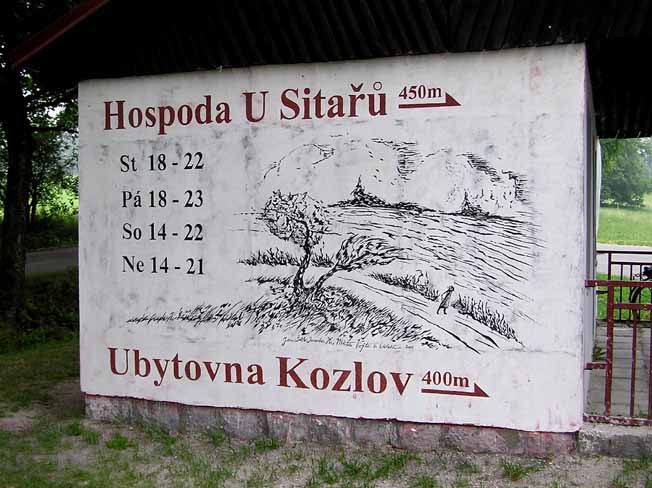 Hospoda U Sitařů 450m
St 18 - 22
Pá 18 - 23
So 14 - 22
Ne 14 - 21
Ubytovna Kozlov 400m